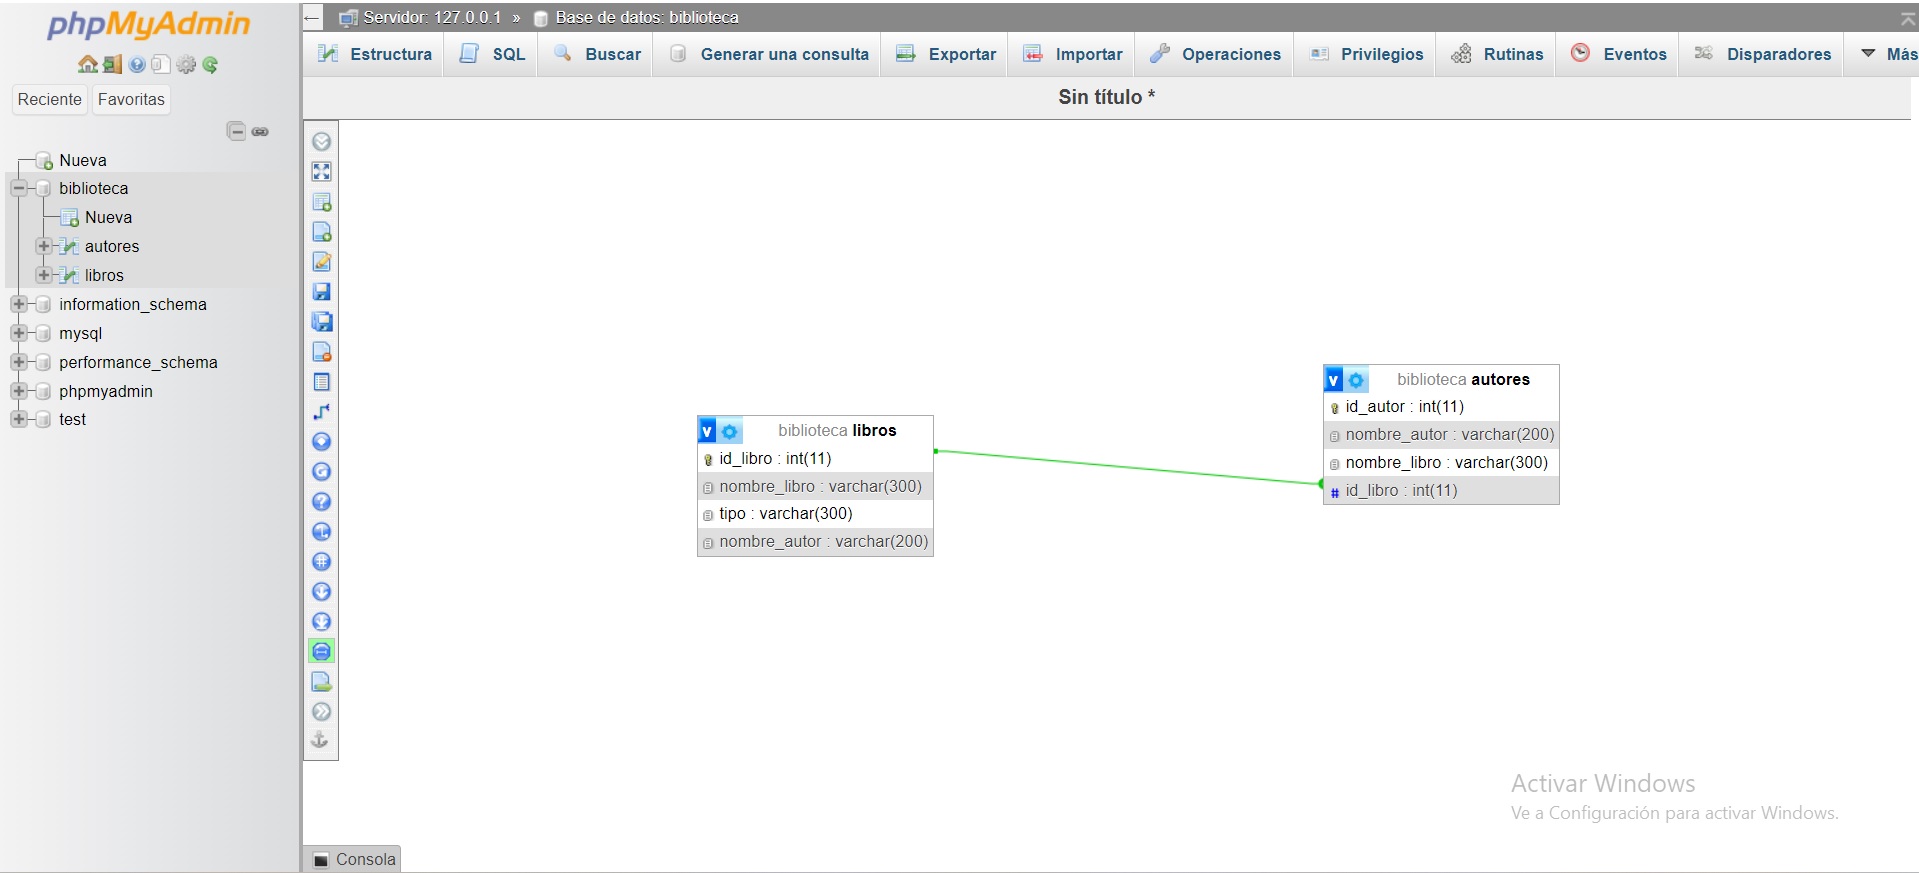 phpMyAdmin
Reciente Favoritas
Nueva
biblioteca
Nueva
autores
libros
information_schema
mysql
performance_schema
phpmyadmin
test
Servidor: 127.0.0.1 » Base de datos: biblioteca
Estructura SQL Buscar Generar una consulta Exportar Importar Operaciones Privilegios Rutinas Eventos Disparadores Más
Sin título *
v biblioteca libros
id_libro : int(11)
nombre_libro : varchar(300)
tipo : varchar(300)
nombre_autor : varchar(200)
v biblioteca autores
id_autor : int(11)
nombre_autor : varchar(200)
nombre_libro : varchar(300)
# id_libro : int(11)
Activar Windows
Ve a Configuración para activar Windows.
Consola